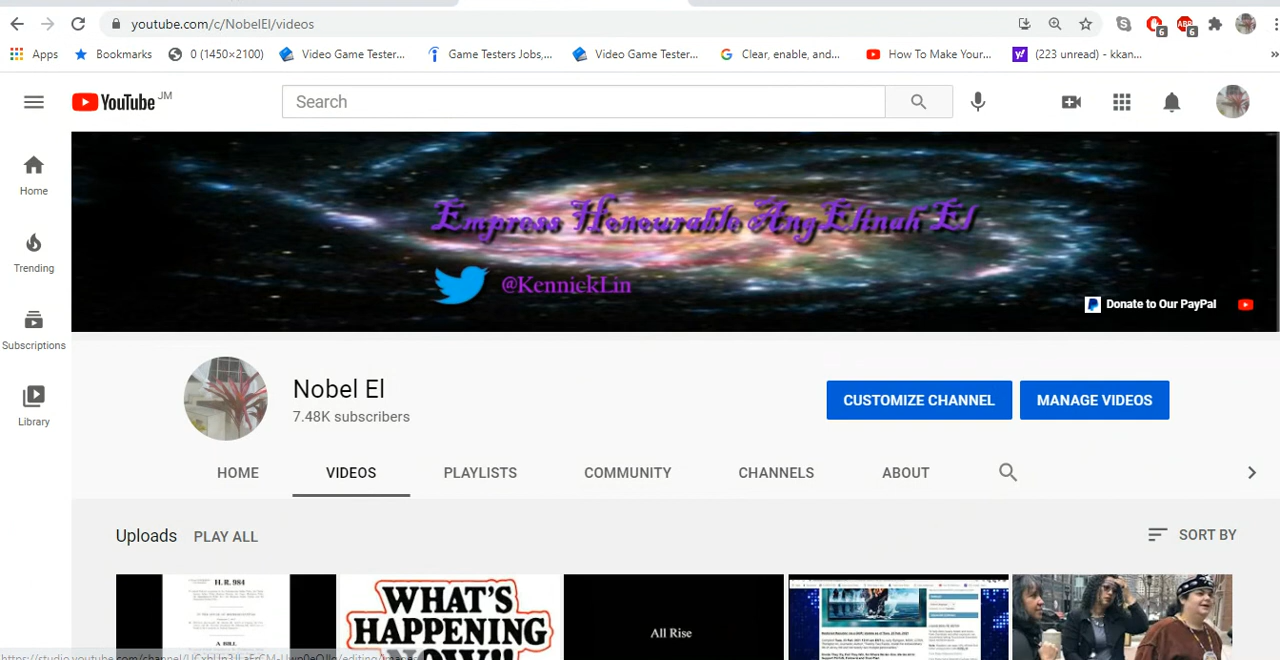 youtube.com/c/NobelEl/videos
6
6
Apps
Bookmarks
0 (1450×2100)
Video Game Tester...
Game Testers Jobs,...
Video Game Tester...
Clear, enable, and...
How To Make Your...
(223 unread) - kkan...
»
YouTube JM
Search
Home
Trending
Subscriptions
Library
Empress Honourable AngElinah El
@KennickLin
Donate to Our PayPal
Nobel El
7.48K subscribers
CUSTOMIZE CHANNEL
MANAGE VIDEOS
HOME
VIDEOS
PLAYLISTS
COMMUNITY
CHANNELS
ABOUT
Uploads
PLAY ALL
SORT BY
H. R. 984
A BILL
WHAT'S
HAPPENING
All Rise